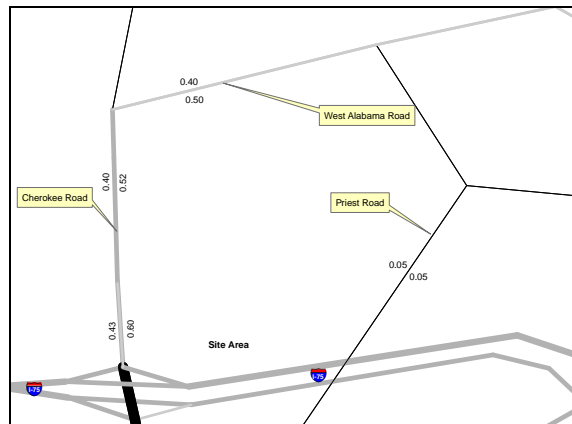 0.40
0.50
West Alabama Road
0.40
0.52
Cherokee Road
Priest Road
0.05
0.05
0.43
0.60
Site Area
I-75
I-75